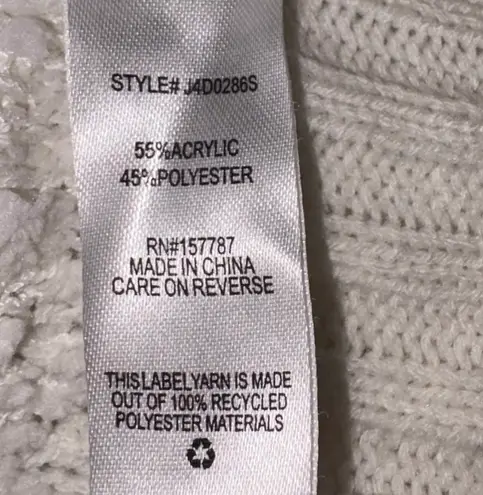 STYLE# J4D0286S
55%ACRYLIC
45%POLYESTER
RN#157787
MADE IN CHINA
CARE ON REVERSE
THIS LABEL YARN IS MADE
OUT OF 100% RECYCLED
POLYESTER MATERIALS